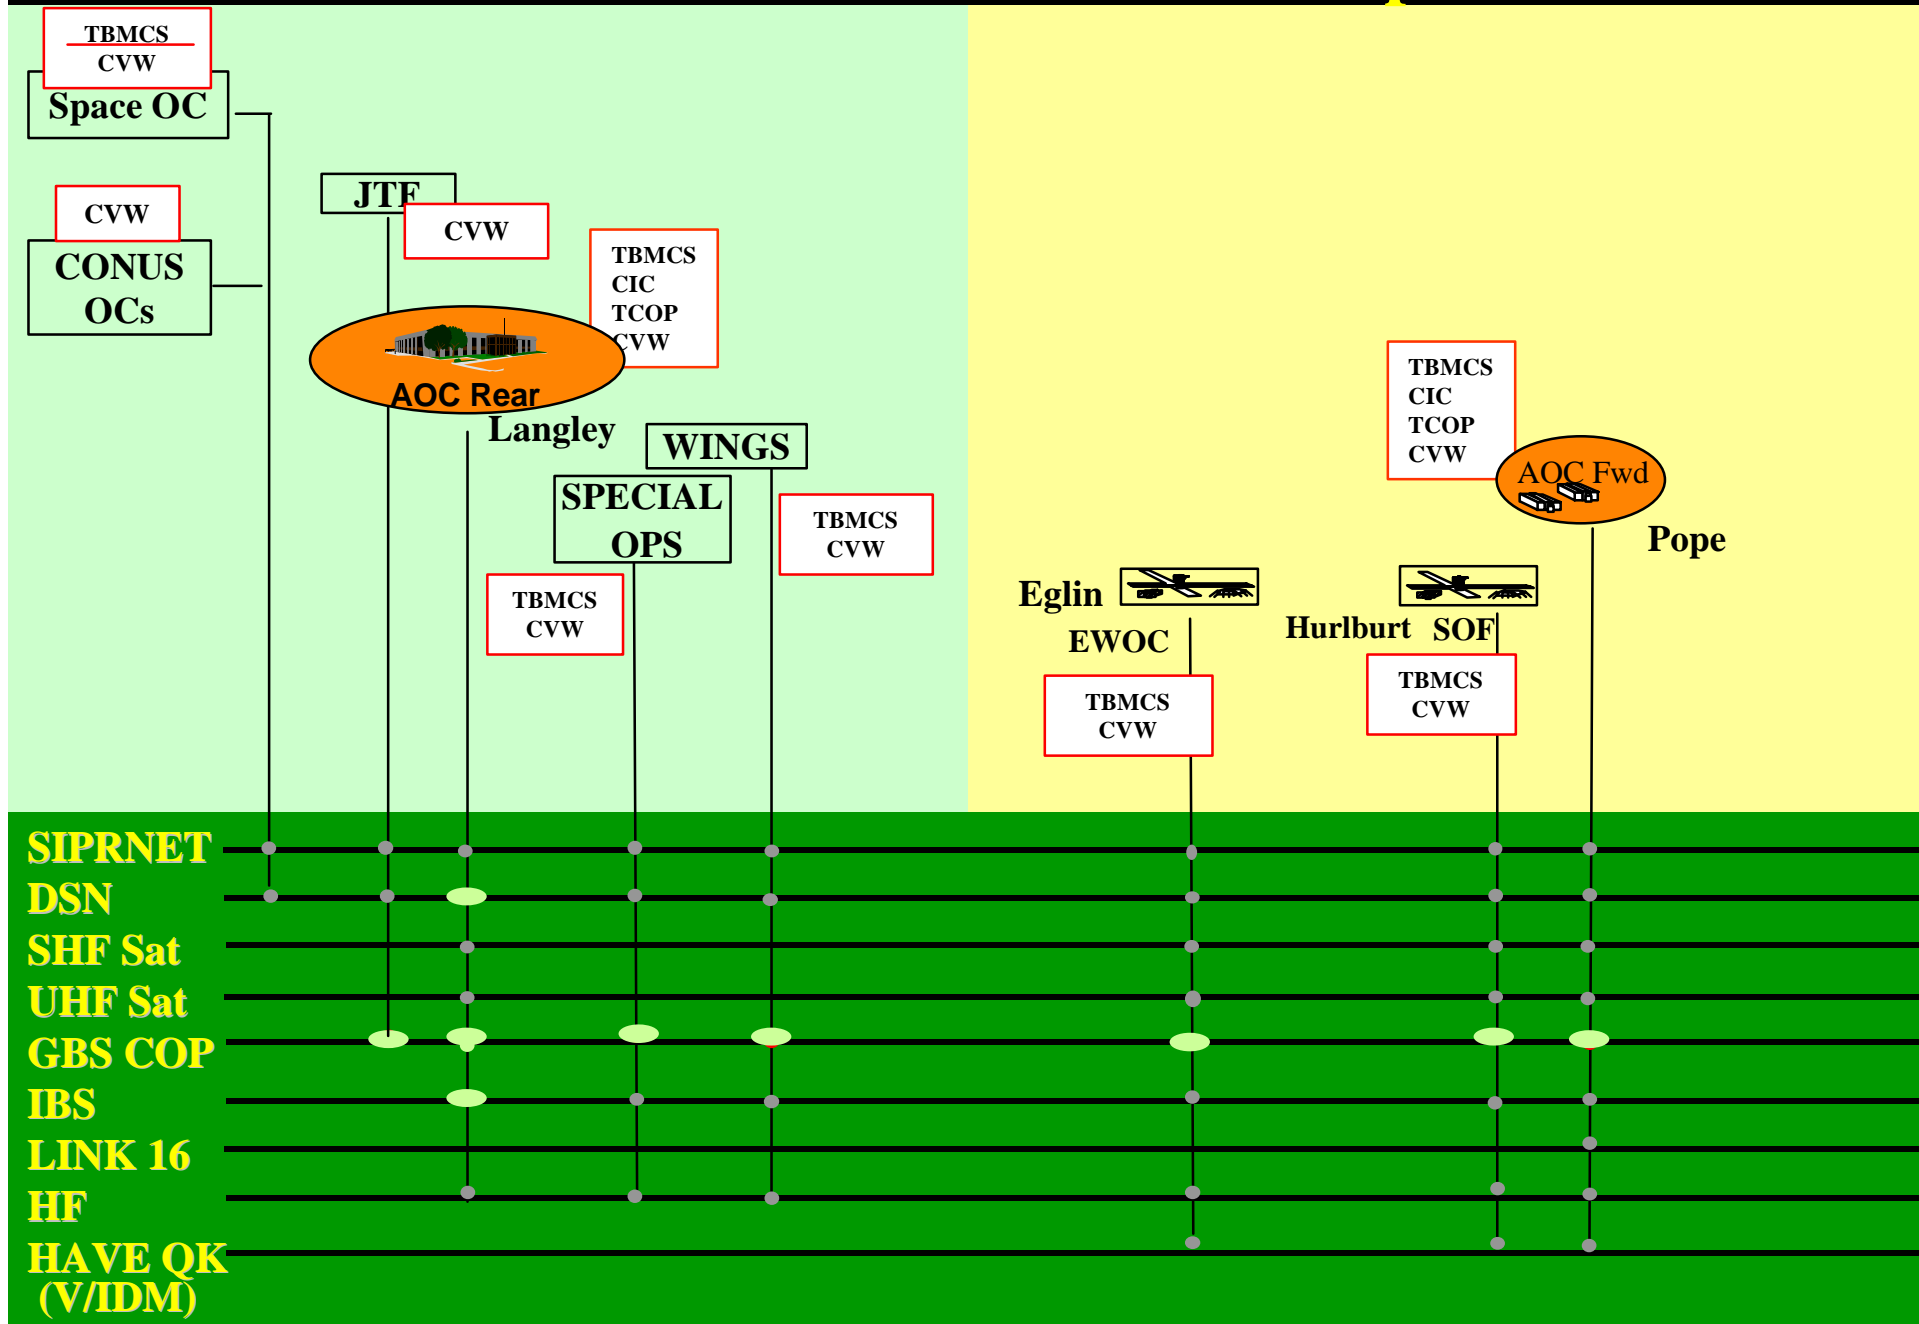 TBMCS
CVW
Space OC
CVW
CONUS
OCs
JTF
CVW
TBMCS
CIC
TCOP
CVW
AOC Rear
Langley
WINGS
SPECIAL
OPS
TBMCS
CVW
TBMCS
CVW
TBMCS
CIC
TCOP
CVW
AOC Fwd
Pope
Eglin
EWOC
TBMCS
CVW
Hurlburt SOF
TBMCS
CVW
SIPRNET
DSN
SHF Sat
UHF Sat
GBS COP
IBS
LINK 16
HF
HAVE QK
(V/IDM)